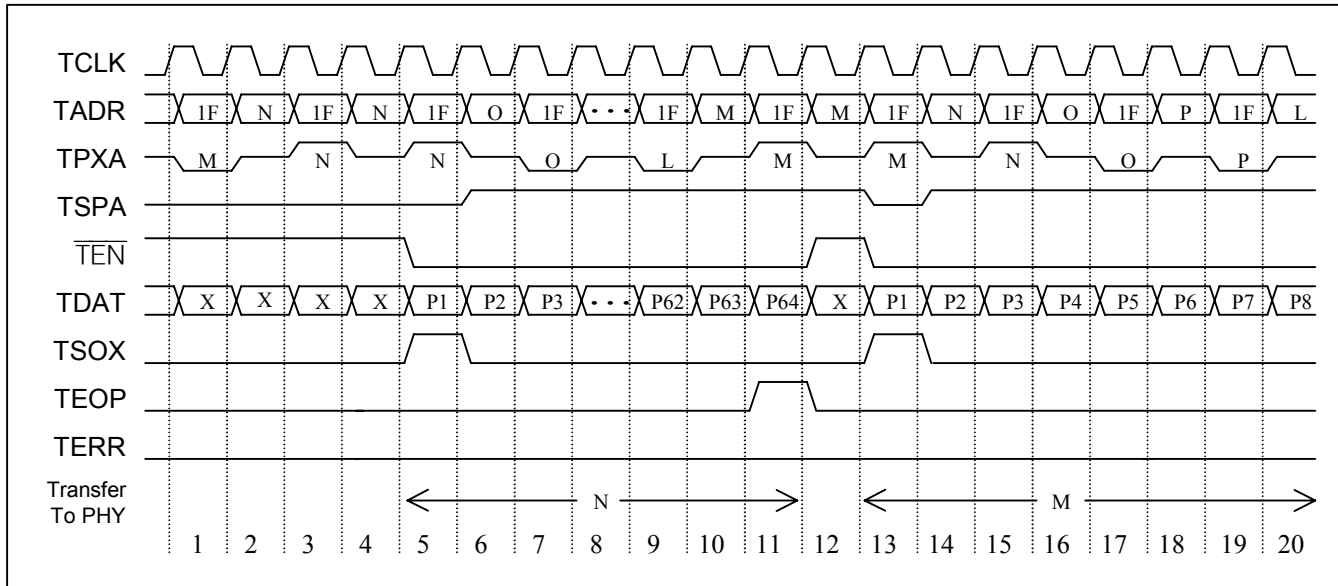 TCLK
TADR 1F N 1F N 1F O 1F ··· 1F M 1F M 1F N 1F O 1F P 1F L
TPXA M N N O L M M N O P
TSPA
TEN
TDAT X X X X P1 P2 P3 ··· P62 P63 P64 X P1 P2 P3 P4 P5 P6 P7 P8
TSOX
TEOP
TERR
Transfer
To PHY
N M
1 2 3 4 5 6 7 8 9 10 11 12 13 14 15 16 17 18 19 20